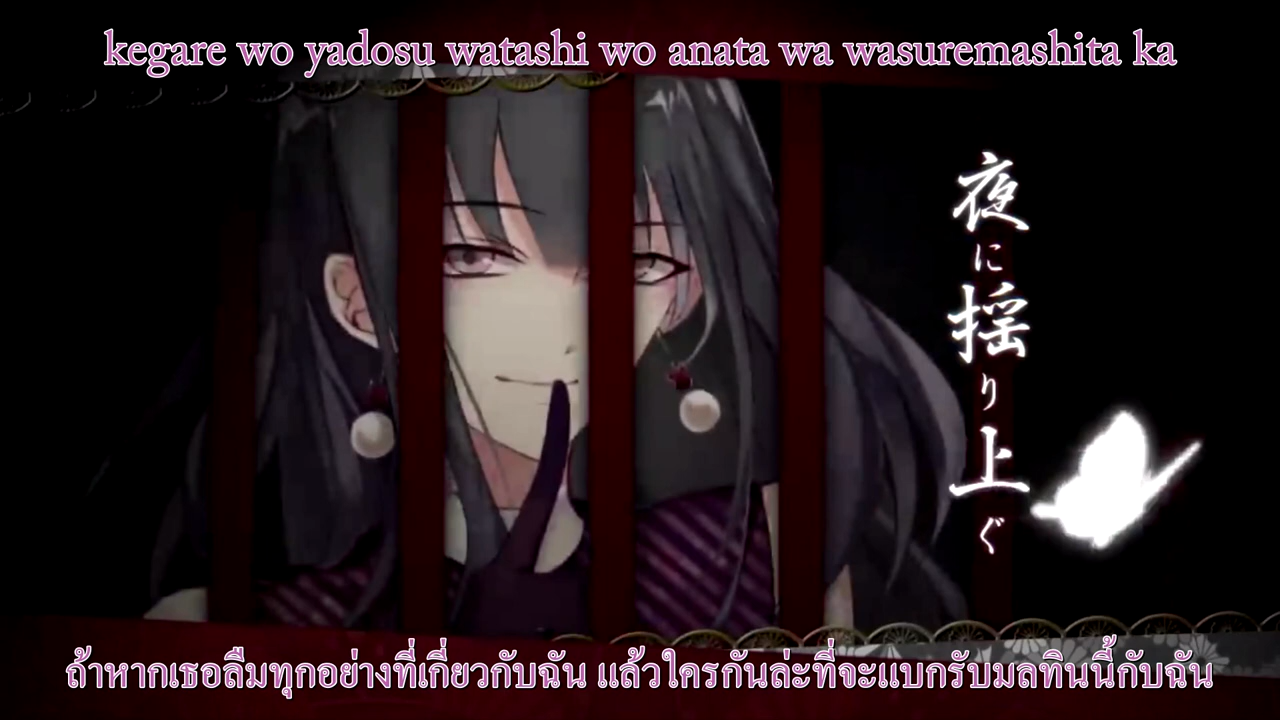 kegare wo yadosu watashi wo anata wa wasuremashita ka
夜に揺り上ぐ
ถ้าหากเธอลืมทุกอย่างที่เกี่ยวกับฉัน แล้วใครกันล่ะที่จะแบกรับมลทินนี้กับฉัน